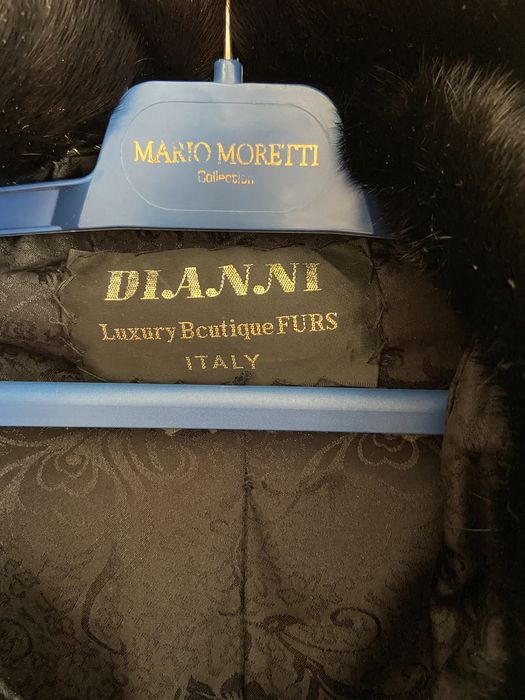 MARIO MORETTI
Collection
DIANNI
Luxury Boutique FURS
ITALY